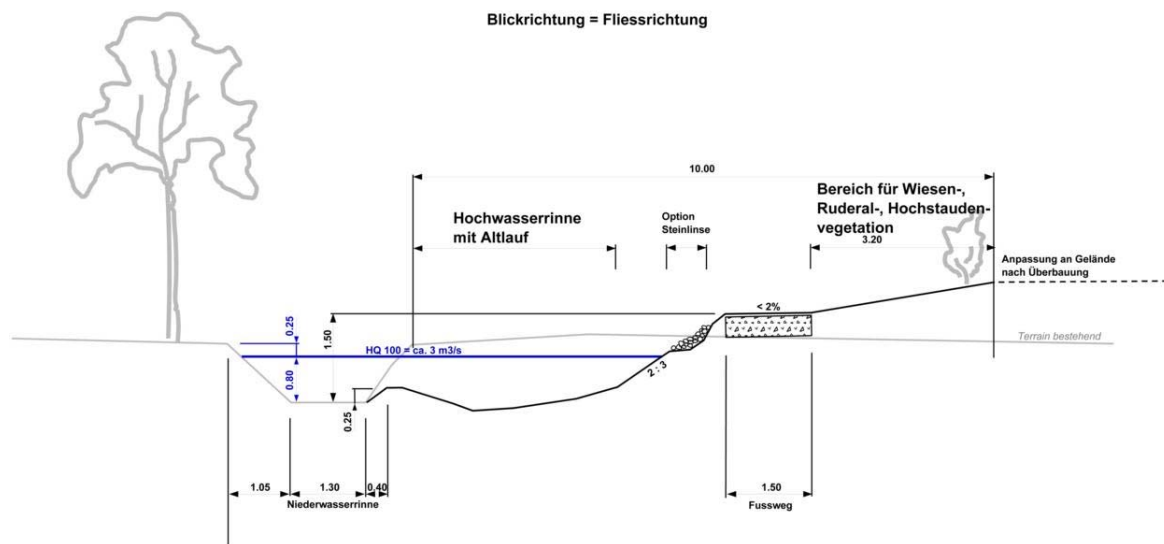 Blickrichtung = Fliessrichtung
10.00
Hochwasserrinne
mit Altlauf
Option
Steinlinse
Bereich für Wiesen-,
Ruderal-, Hochstauden-
vegetation
3.20
Anpassung an Gelände
nach Überbauung
< 2%
0.25
1.50
HQ 100 = ca. 3 m3/s
Terrain bestehend
0.80
2 : 3
0.25
1.05
1.30
0.40
1.50
Niederwasserrinne
Fussweg